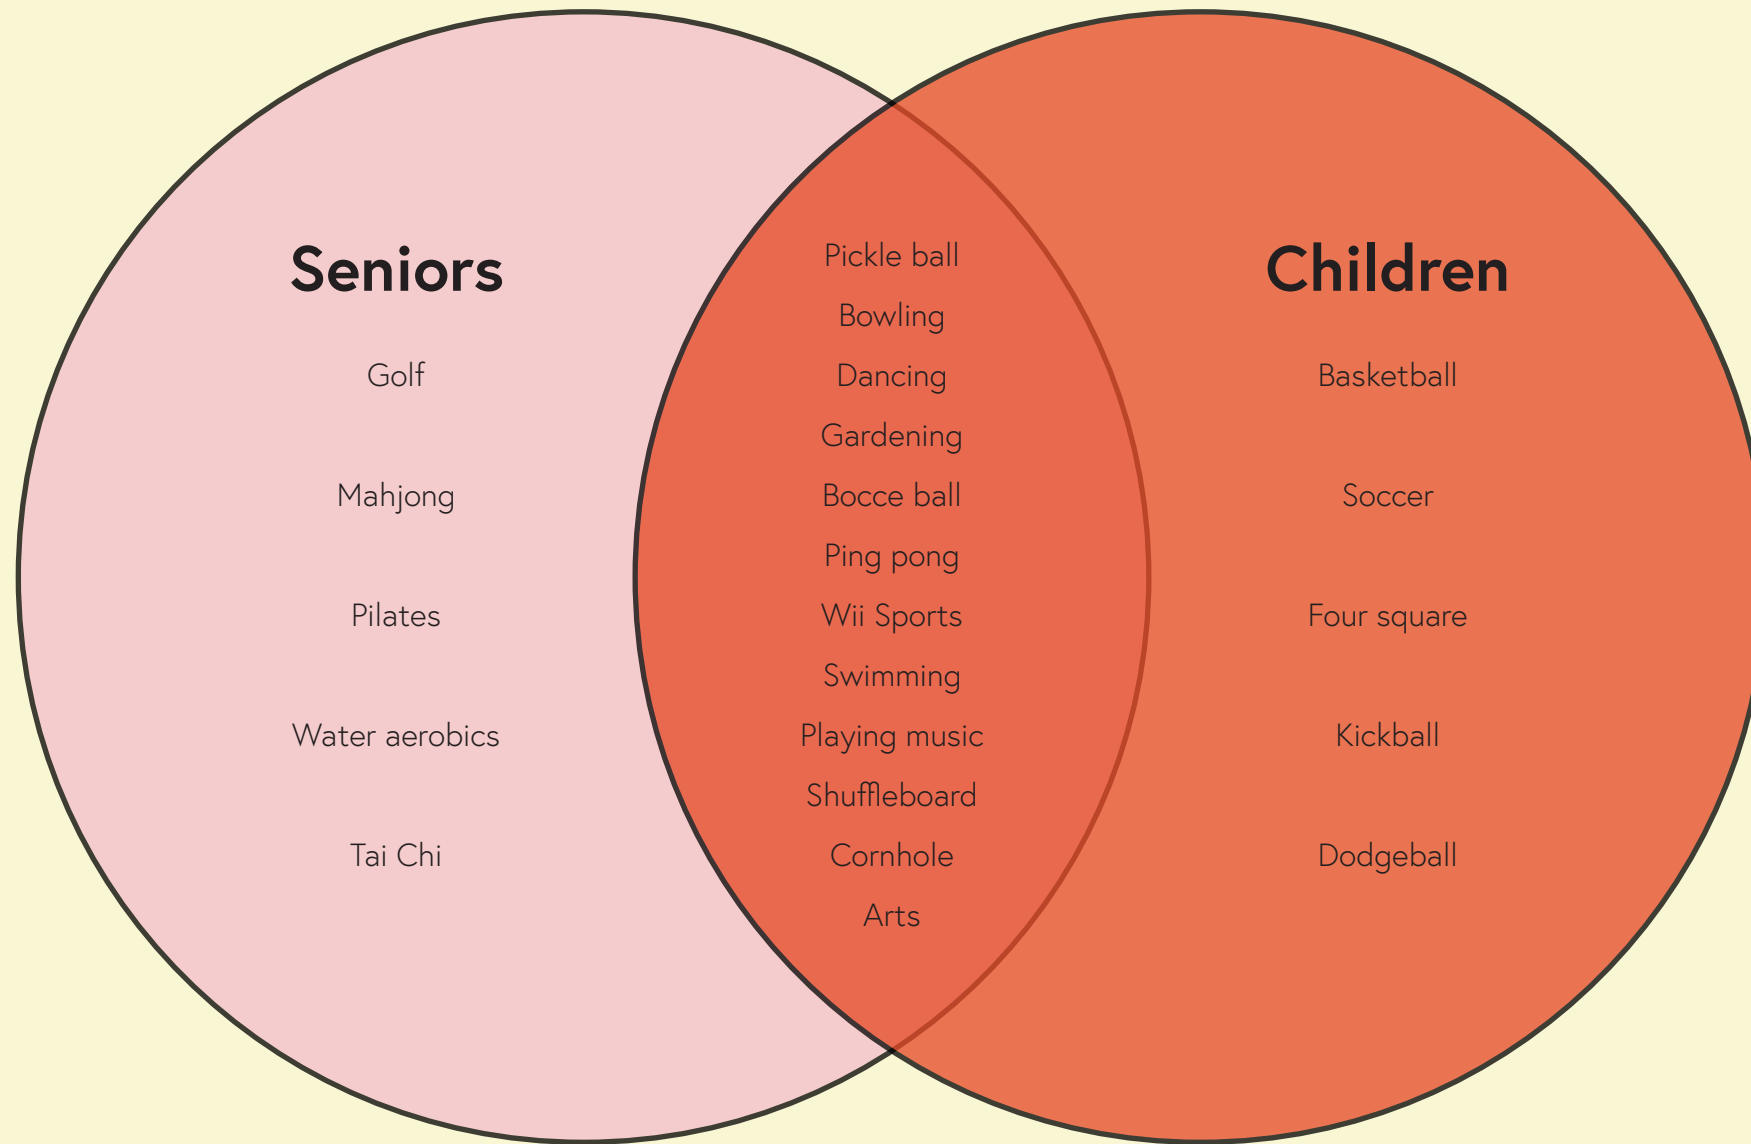 Seniors
Golf
Mahjong
Pilates
Water aerobics
Tai Chi
Pickle ball
Bowling
Dancing
Gardening
Bocce ball
Ping pong
Wii Sports
Swimming
Playing music
Shuffleboard
Cornhole
Arts
Children
Basketball
Soccer
Four square
Kickball
Dodgeball